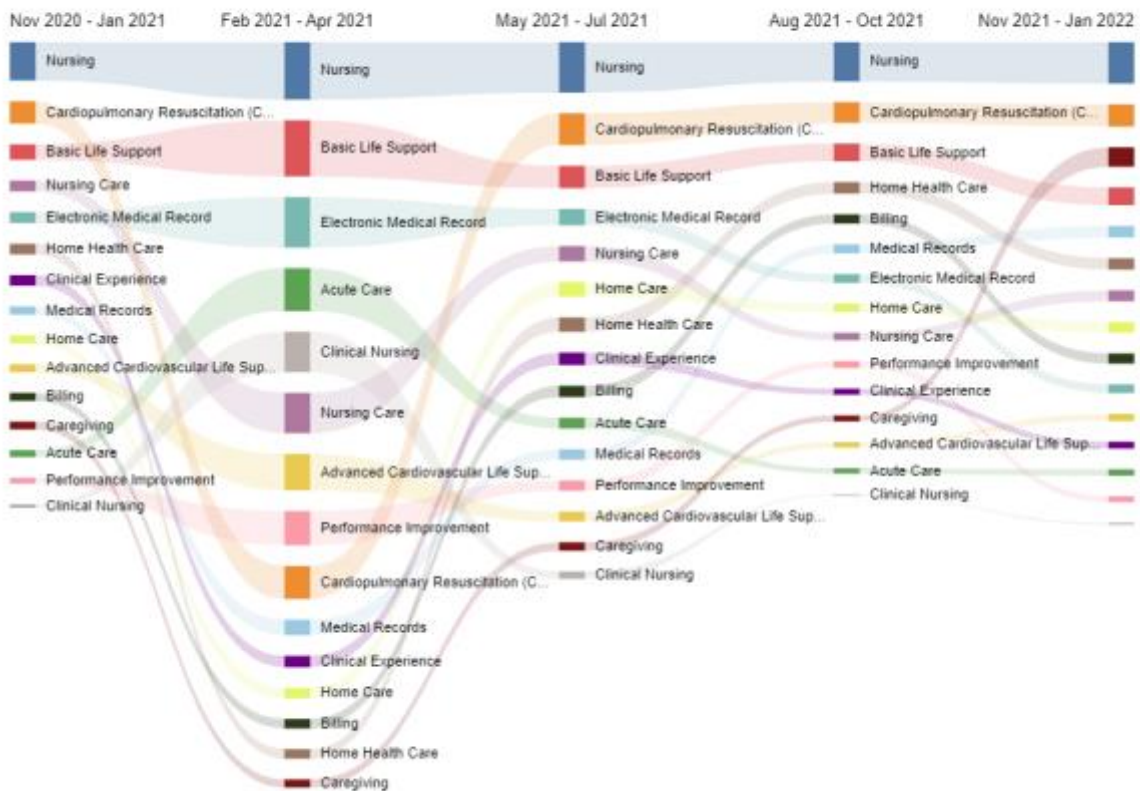 Nov 2020 - Jan 2021
Feb 2021 - Apr 2021
May 2021 - Jul 2021
Aug 2021 - Oct 2021
Nov 2021 - Jan 2022
Nursing
Cardiopulmonary Resuscitation (C...
Basic Life Support
Nursing Care
Electronic Medical Record
Home Health Care
Clinical Experience
Medical Records
Home Care
Advanced Cardiovascular Life Sup...
Billing
Caregiving
Acute Care
Performance Improvement
Clinical Nursing
Nursing
Basic Life Support
Electronic Medical Record
Acute Care
Clinical Nursing
Nursing Care
Advanced Cardiovascular Life Sup...
Performance Improvement
Cardiopulmonary Resuscitation (C...
Medical Records
Clinical Experience
Home Care
Billing
Home Health Care
Caregiving
Nursing
Cardiopulmonary Resuscitation (C...
Basic Life Support
Electronic Medical Record
Nursing Care
Home Care
Home Health Care
Clinical Experience
Billing
Acute Care
Medical Records
Performance Improvement
Advanced Cardiovascular Life Sup...
Caregiving
Clinical Nursing
Nursing
Cardiopulmonary Resuscitation (C...
Basic Life Support
Home Health Care
Billing
Medical Records
Electronic Medical Record
Home Care
Nursing Care
Performance Improvement
Clinical Experience
Caregiving
Advanced Cardiovascular Life Sup...
Acute Care
Clinical Nursing